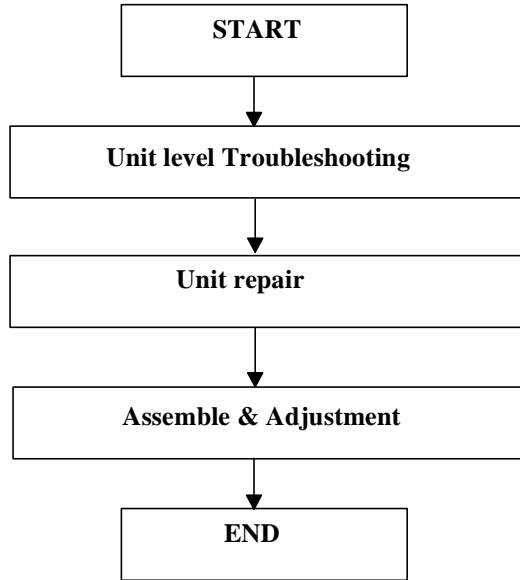 START
Unit level Troubleshooting
Unit repair
Assemble & Adjustment
END